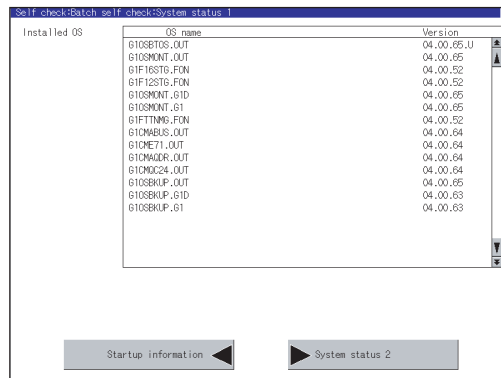 Self check:Batch self check:System status 1
Installed OS
OS name Version
G1OSBTOS.OUT 04.00.65.U
G1OSMONT.OUT 04.00.65
G1F16STG.FON 04.00.52
G1F12STG.FON 04.00.52
G1OSMONT.G1D 04.00.65
G1OSMONT.G1 04.00.65
G1FTTNMG.FON 04.00.52
G1CMABUS.OUT 04.00.64
G1CME71.OUT 04.00.64
G1CMAQDR.OUT 04.00.64
G1CMQC24.OUT 04.00.64
G1OSBKUP.OUT 04.00.65
G1OSBKUP.G1D 04.00.63
G1OSBKUP.G1 04.00.63
Startup information
System status 2